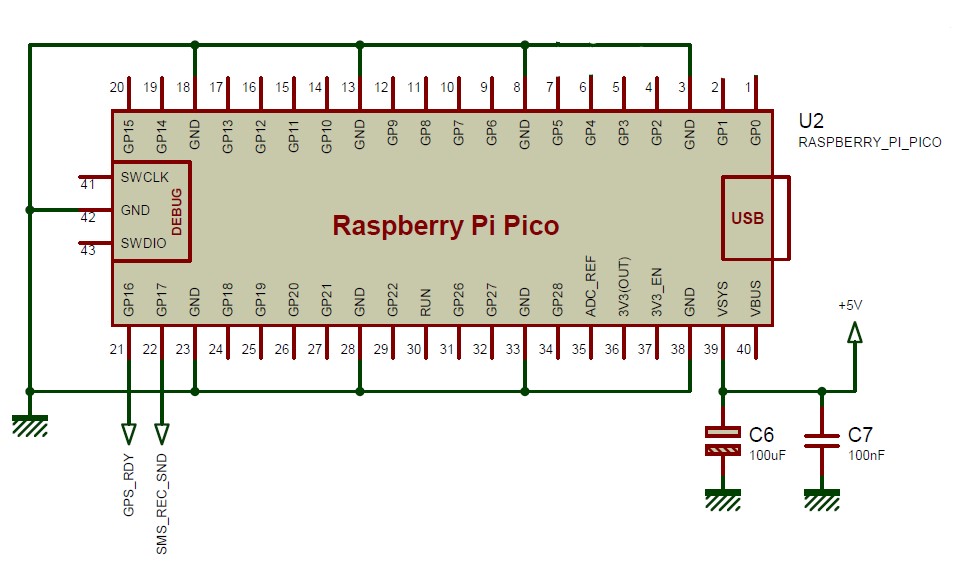 20 19 18 17 16 15 14 13 12 11 10 9 8 7 6 5 4 3 2 1
GP15 GP14 GND GP13 GP12 GP11 GP10 GND GP9 GP8 GP7 GP6 GND GP5 GP4 GP3 GP2 GND GP1 GP0
U2
RASPBERRY_PI_PICO
41 SWCLK
42 GND
43 SWDIO
DEBUG
Raspberry Pi Pico
USB
GP16 GP17 GND GP18 GP19 GP20 GP21 GND GP22 RUN GP26 GP27 GND GP28 ADC_REF 3V3(OUT) 3V3_EN GND VSYS VBUS
21 22 23 24 25 26 27 28 29 30 31 32 33 34 35 36 37 38 39 40
+5V
GPS_RDY
SMS_REC_SND
C6
100uF
C7
100nF